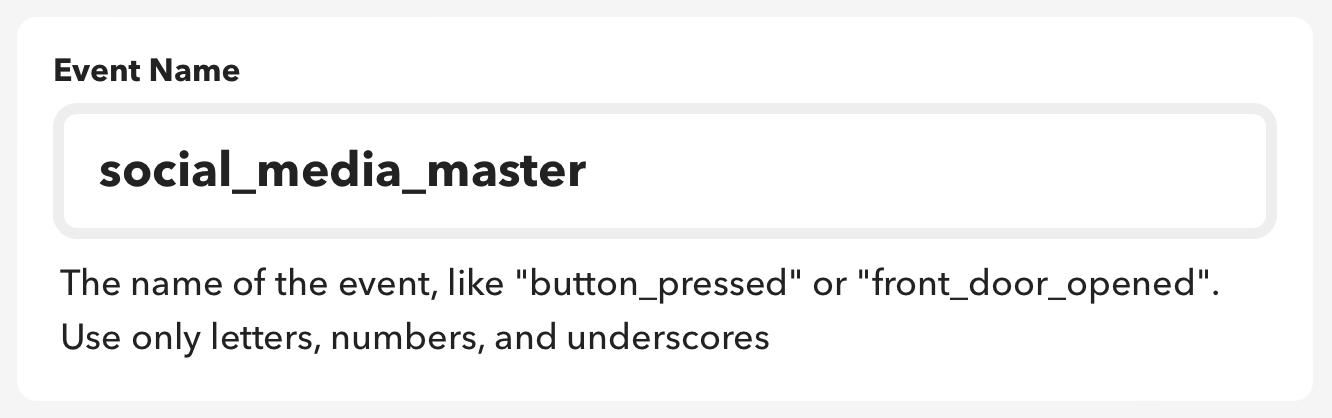 Event Name
social_media_master
The name of the event, like "button_pressed" or "front_door_opened".
Use only letters, numbers, and underscores